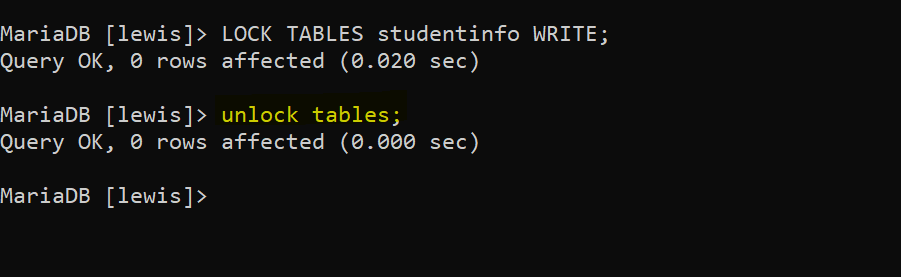 MariaDB [lewis]> LOCK TABLES studentinfo WRITE;
Query OK, 0 rows affected (0.020 sec)
MariaDB [lewis]> unlock tables;
Query OK, 0 rows affected (0.000 sec)
MariaDB [lewis]>